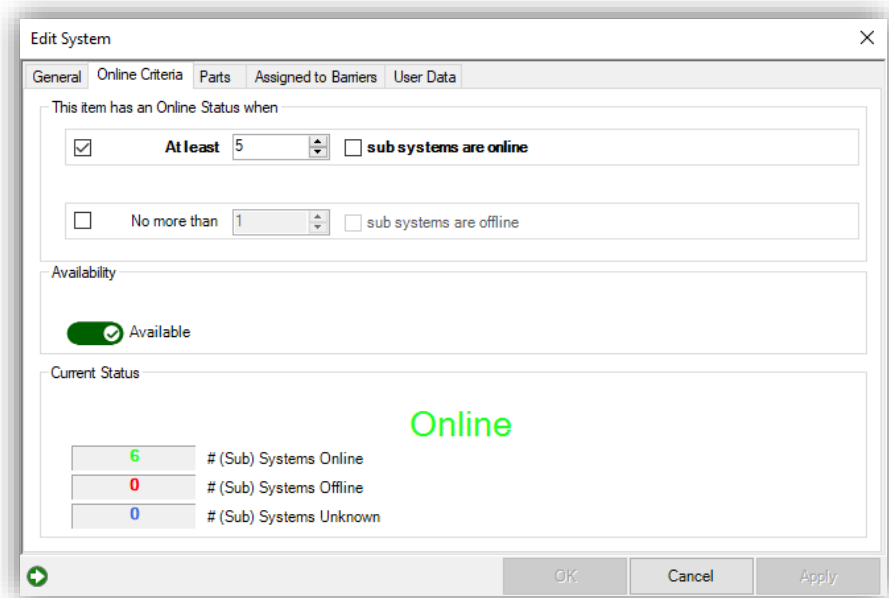 Edit System
General Online Criteria Parts Assigned to Barriers User Data
This item has an Online Status when
At least 5 sub systems are online
No more than 1 sub systems are offline
Availability
Available
Current Status
Online
6 # (Sub) Systems Online
0 # (Sub) Systems Offline
0 # (Sub) Systems Unknown
OK Cancel Apply